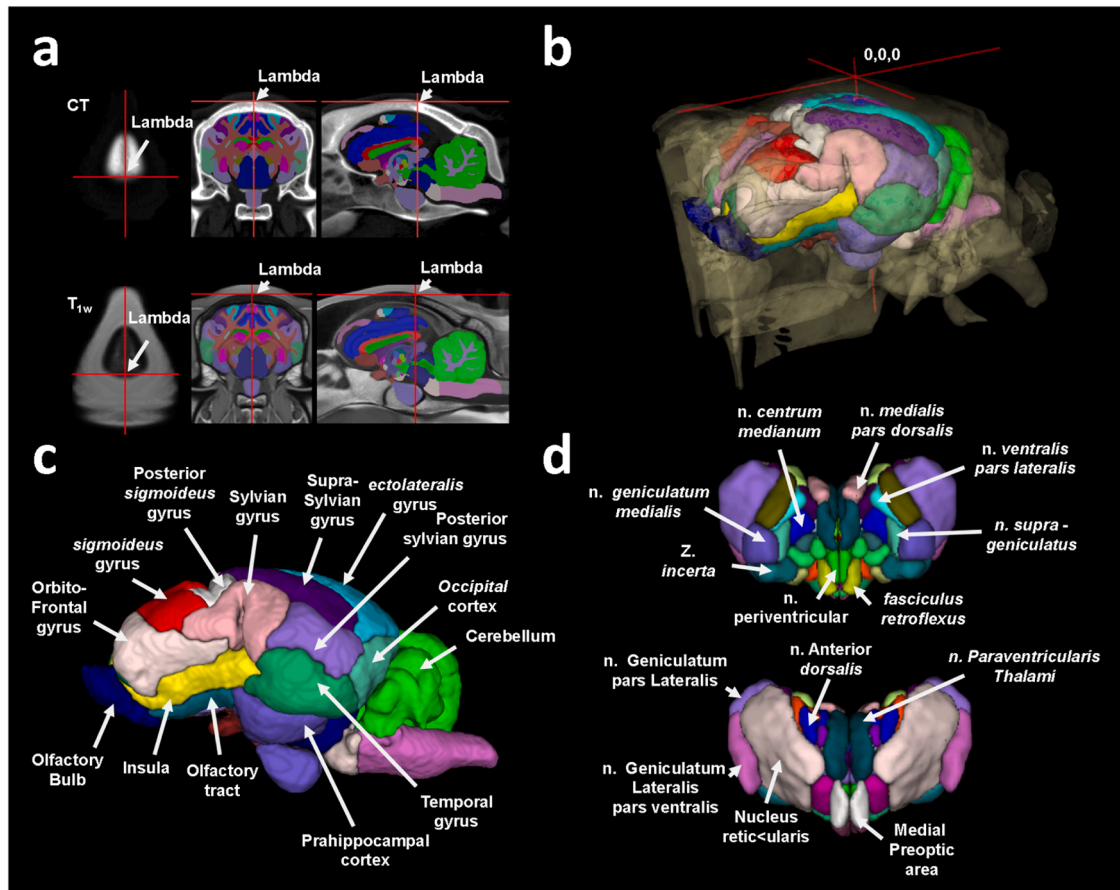 a
CT
Lambda
Lambda
Lambda
T1w
Lambda
Lambda
Lambda
b
0,0,0
c
Posterior
sigmoideus
gyrus
Sylvian
gyrus
Supra-
Sylvian
gyrus
ectolateralis
gyrus
Posterior
sylvian gyrus
sigmoideus
gyrus
Orbito-
Frontal
gyrus
Occipital
cortex
Cerebellum
Olfactory
Bulb
Insula
Olfactory
tract
Temporal
gyrus
Prahippocampal
cortex
d
n. centrum
medianum
n. medialis
pars dorsalis
n. ventralis
pars lateralis
n. geniculatum
medialis
n. supra -
geniculatus
Z.
incerta
n.
periventricular
fasciculus
retroflexus
n. Geniculatum
pars Lateralis
n. Anterior
dorsalis
n. Paraventricularis
Thalami
n. Geniculatum
Lateralis
pars ventralis
Nucleus
retic<ularis
Medial
Preoptic
area